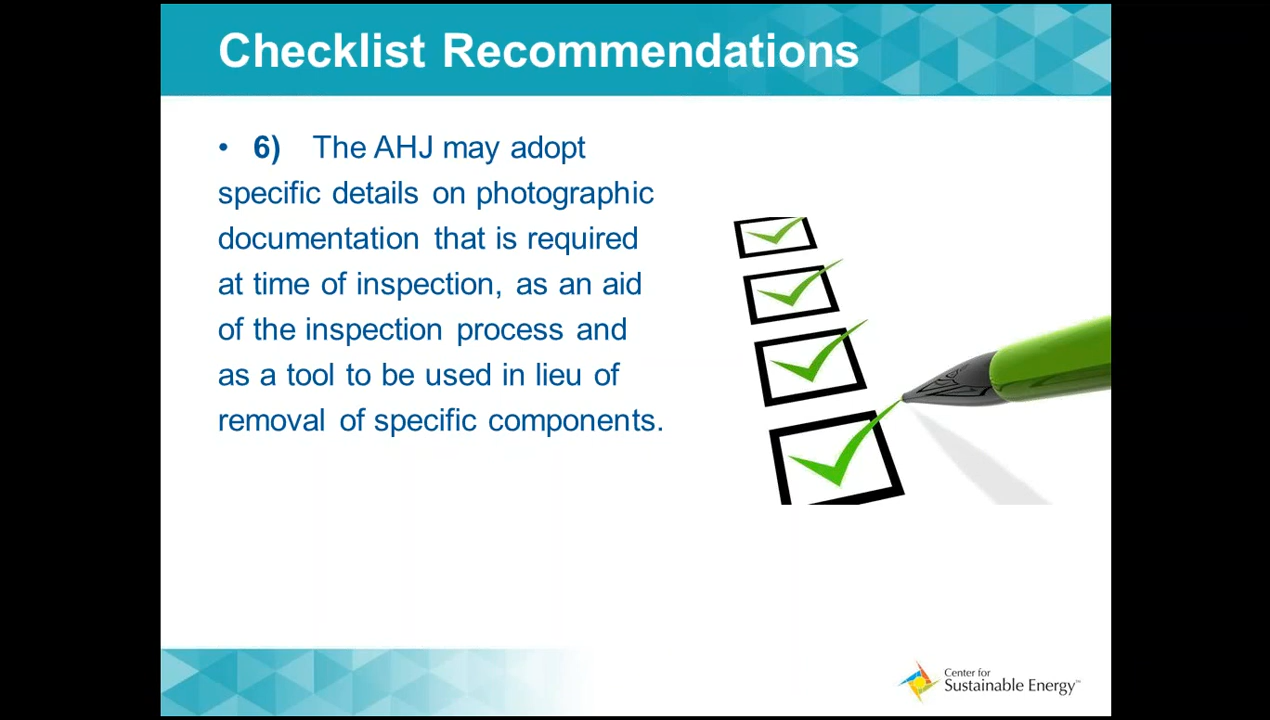 Checklist Recommendations
• 6) The AHJ may adopt
specific details on photographic
documentation that is required
at time of inspection, as an aid
of the inspection process and
as a tool to be used in lieu of
removal of specific components.
Center for
Sustainable Energy™